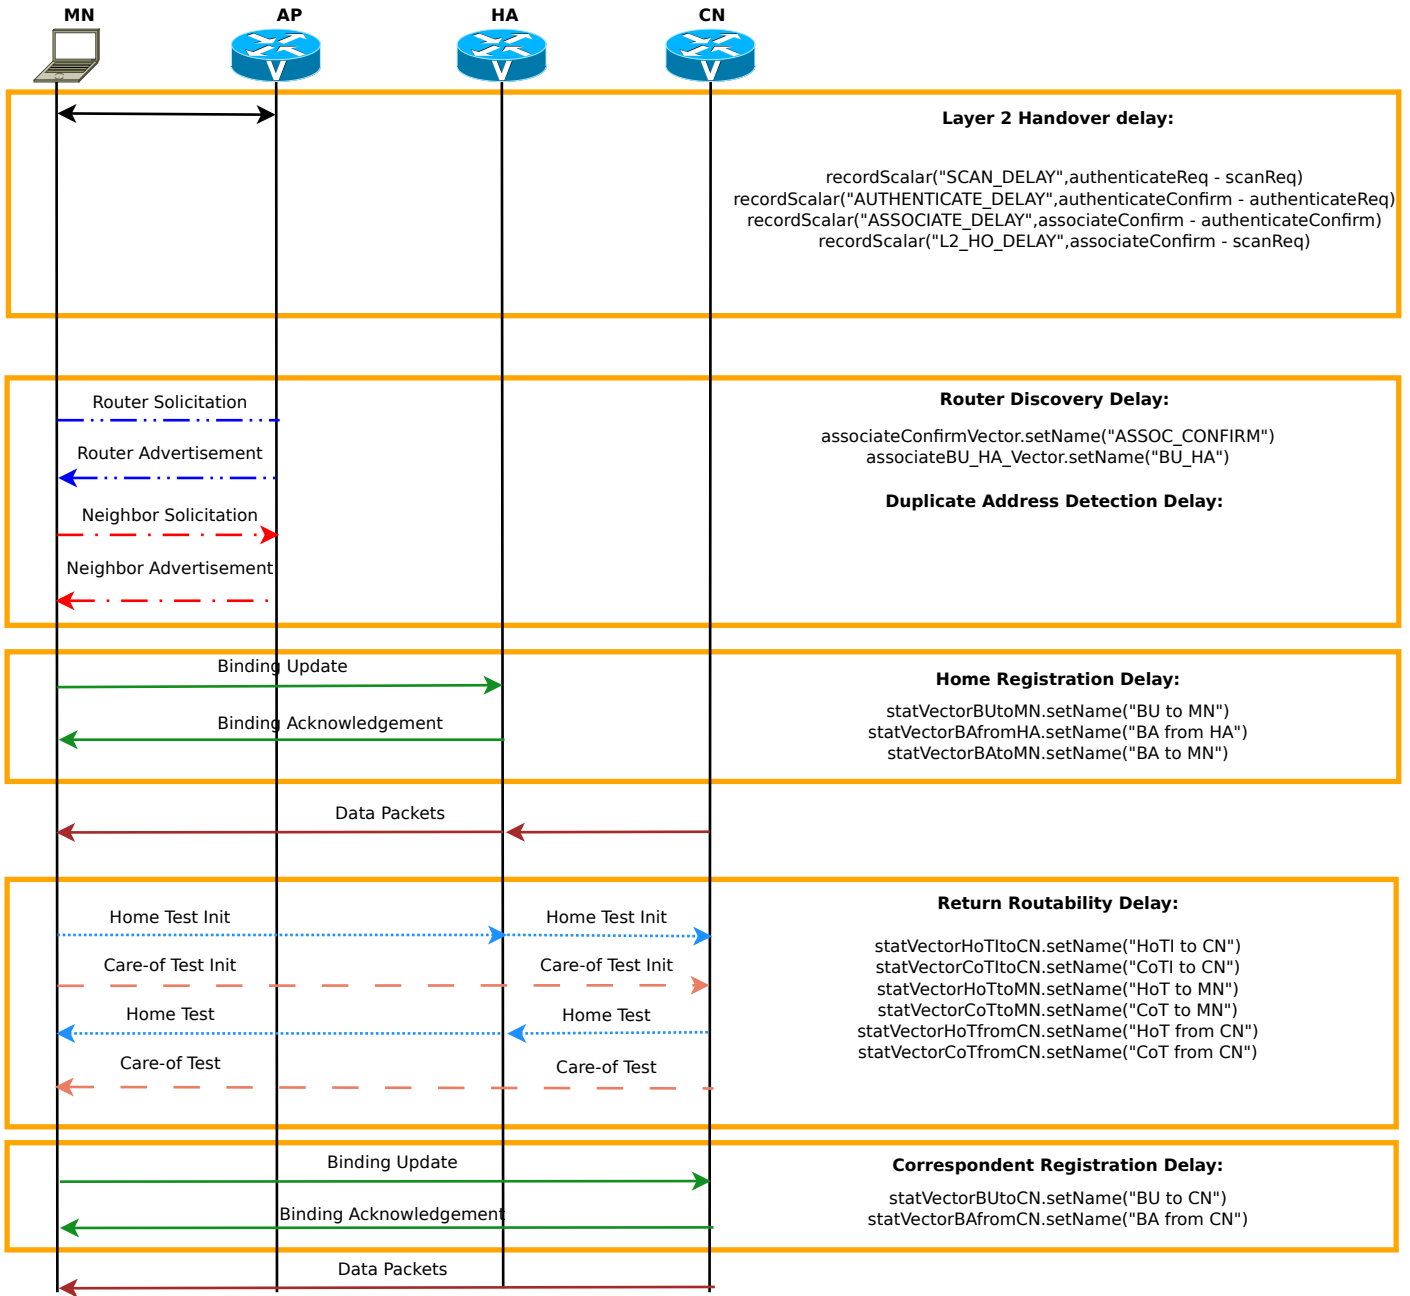 MN AP HA CN
Layer 2 Handover delay:
recordScalar("SCAN_DELAY",authenticateReq - scanReq)
recordScalar("AUTHENTICATE_DELAY",authenticateConfirm - authenticateReq)
recordScalar("ASSOCIATE_DELAY",associateConfirm - authenticateConfirm)
recordScalar("L2_HO_DELAY",associateConfirm - scanReq)
Router Solicitation
Router Advertisement
Neighbor Solicitation
Neighbor Advertisement
Router Discovery Delay:
associateConfirmVector.setName("ASSOC_CONFIRM")
associateBU_HA_Vector.setName("BU_HA")
Duplicate Address Detection Delay:
Binding Update
Binding Acknowledgement
Home Registration Delay:
statVectorBUtoMN.setName("BU to MN")
statVectorBAfromHA.setName("BA from HA")
statVectorBAtoMN.setName("BA to MN")
Data Packets
Home Test Init Home Test Init
Care-of Test Init Care-of Test Init
Home Test Home Test
Care-of Test Care-of Test
Return Routability Delay:
statVectorHoTItoCN.setName("HoTI to CN")
statVectorCoTItoCN.setName("CoTI to CN")
statVectorHoTtoMN.setName("HoT to MN")
statVectorCoTtoMN.setName("CoT to MN")
statVectorHoTfromCN.setName("HoT from CN")
statVectorCoTfromCN.setName("CoT from CN")
Binding Update
Binding Acknowledgement
Correspondent Registration Delay:
statVectorBUtoCN.setName("BU to CN")
statVectorBAfromCN.setName("BA from CN")
Data Packets